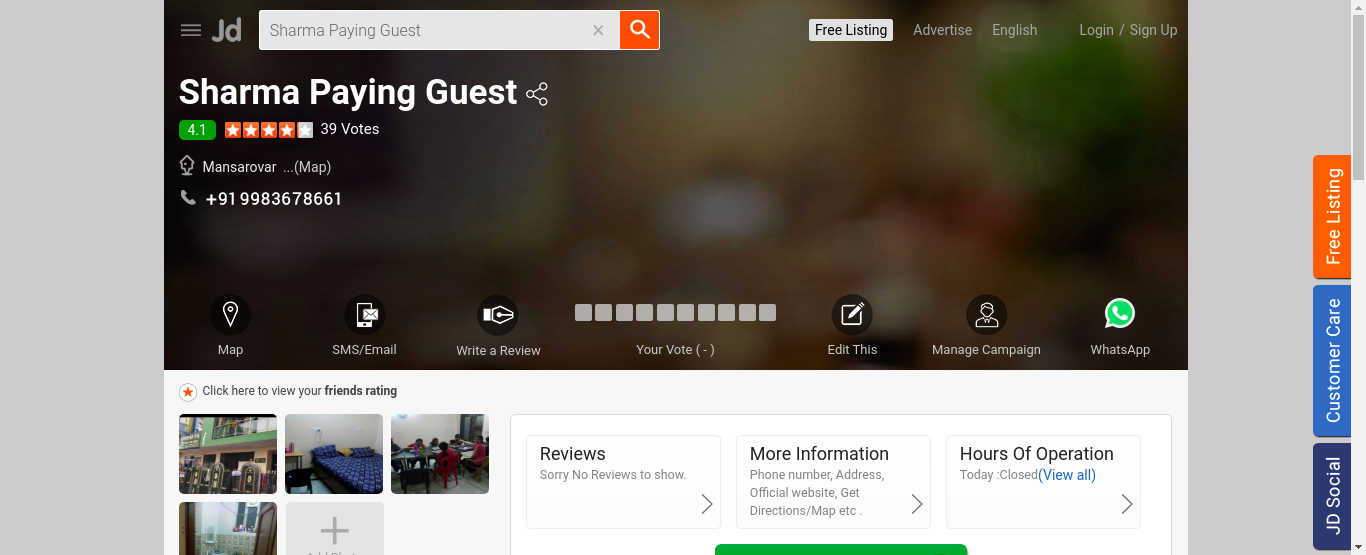 Jd
Sharma Paying Guest
Free Listing
Advertise
English
Login / Sign Up
Sharma Paying Guest
4.1
39 Votes
Mansarovar ...(Map)
+91 9983678661
Map
SMS/Email
Write a Review
Your Vote ( - )
Edit This
Manage Campaign
WhatsApp
Click here to view your friends rating
Reviews
Sorry No Reviews to show.
More Information
Phone number, Address,
Official website, Get
Directions/Map etc .
Hours Of Operation
Today :Closed(View all)
Free Listing
Customer Care
JD Social